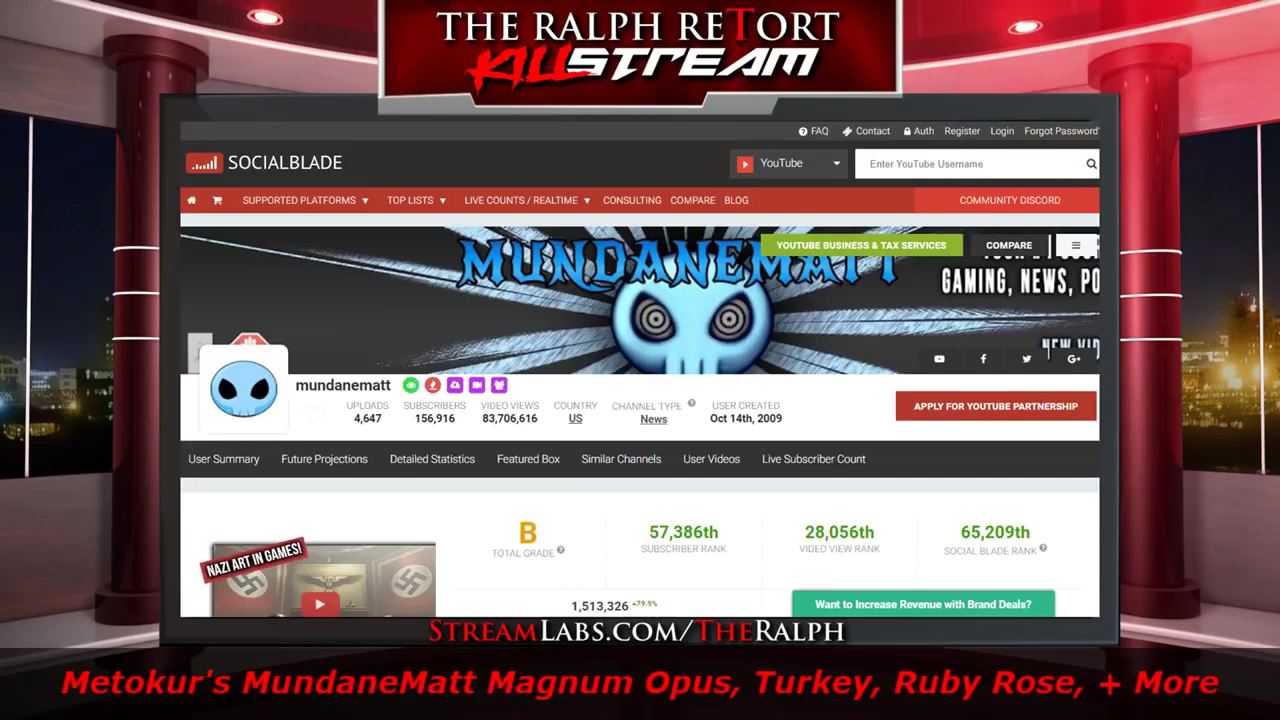 THE RALPH RETORT
KILLSTREAM
FAQ Contact Auth Register Login Forgot Password
SOCIALBLADE YouTube Enter YouTube Username
SUPPORTED PLATFORMS TOP LISTS LIVE COUNTS / REALTIME CONSULTING COMPARE BLOG COMMUNITY DISCORD
YOUTUBE BUSINESS & TAX SERVICES COMPARE
MUNDANEMATT
GAMING, NEWS, PO
mundanematt
UPLOADS SUBSCRIBERS VIDEO VIEWS COUNTRY CHANNEL TYPE USER CREATED
4,647 156,916 83,706,616 US News Oct 14th, 2009
APPLY FOR YOUTUBE PARTNERSHIP
User Summary Future Projections Detailed Statistics Featured Box Similar Channels User Videos Live Subscriber Count
B 57,386th 28,056th 65,209th
TOTAL GRADE SUBSCRIBER RANK VIDEO VIEW RANK SOCIAL BLADE RANK
NAZI ART IN GAMES!
1,513,326 79.9%
Want to Increase Revenue with Brand Deals?
STREAMLABS.COM/THERALPH
Metokur's MundaneMatt Magnum Opus, Turkey, Ruby Rose, + More